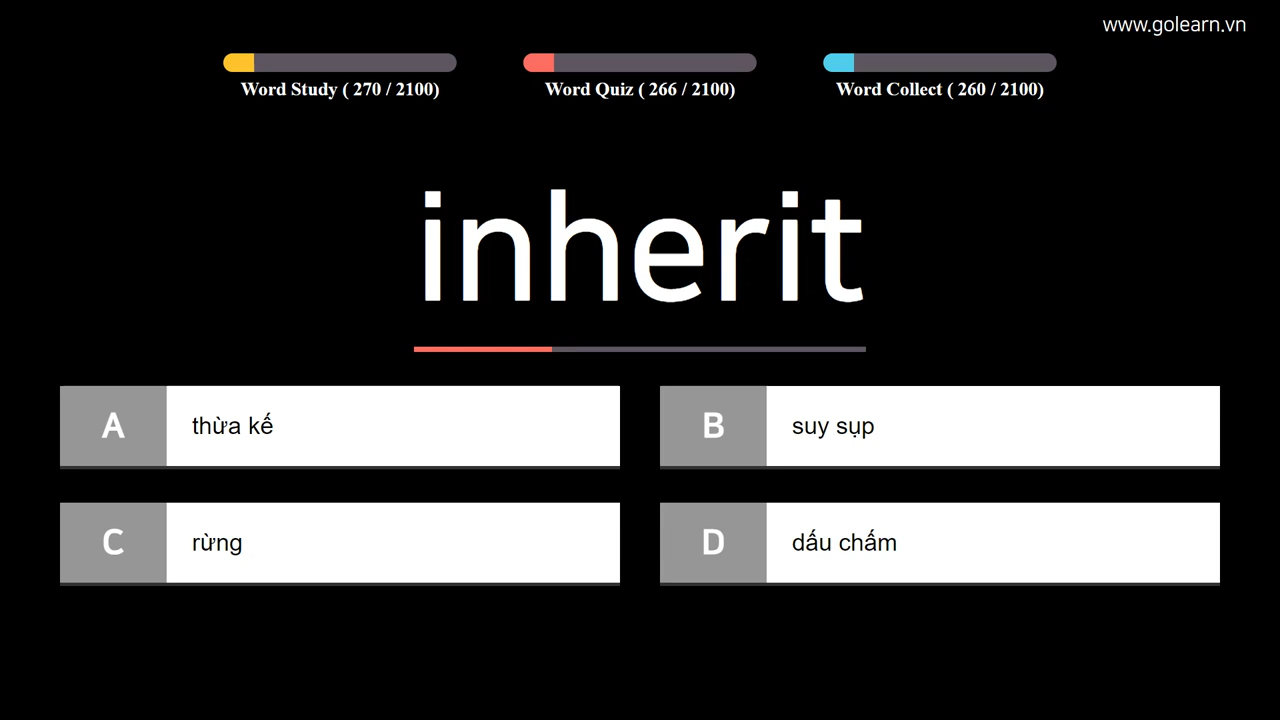 www.golearn.vn
Word Study ( 270 / 2100)
Word Quiz ( 266 / 2100)
Word Collect ( 260 / 2100)
inherit
A thừa kế
B suy sụp
C rừng
D dấu chấm